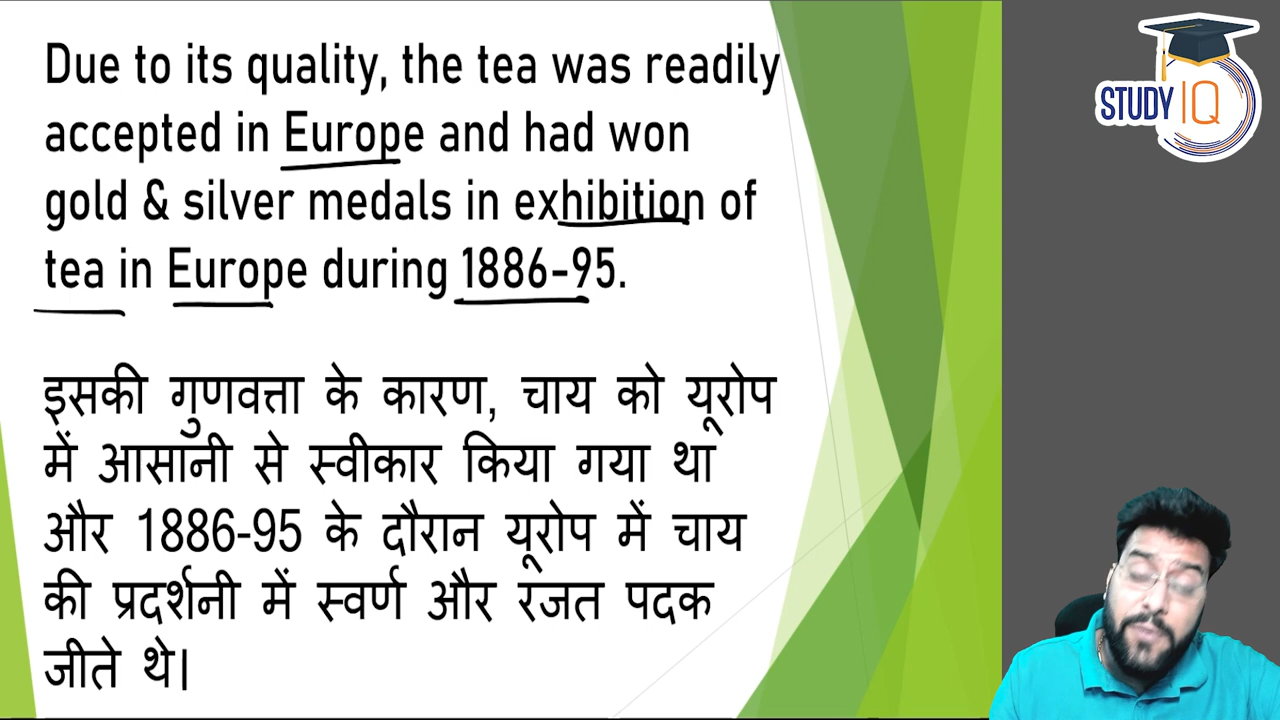 Due to its quality, the tea was readily
accepted in Europe and had won
gold & silver medals in exhibition of
tea in Europe during 1886-95.
इसकी गुणवत्ता के कारण, चाय को यूरोप
में आसानी से स्वीकार किया गया था
और 1886-95 के दौरान यूरोप में चाय
की प्रदर्शनी में स्वर्ण और रजत पदक
जीते थे।
STUDY IQ